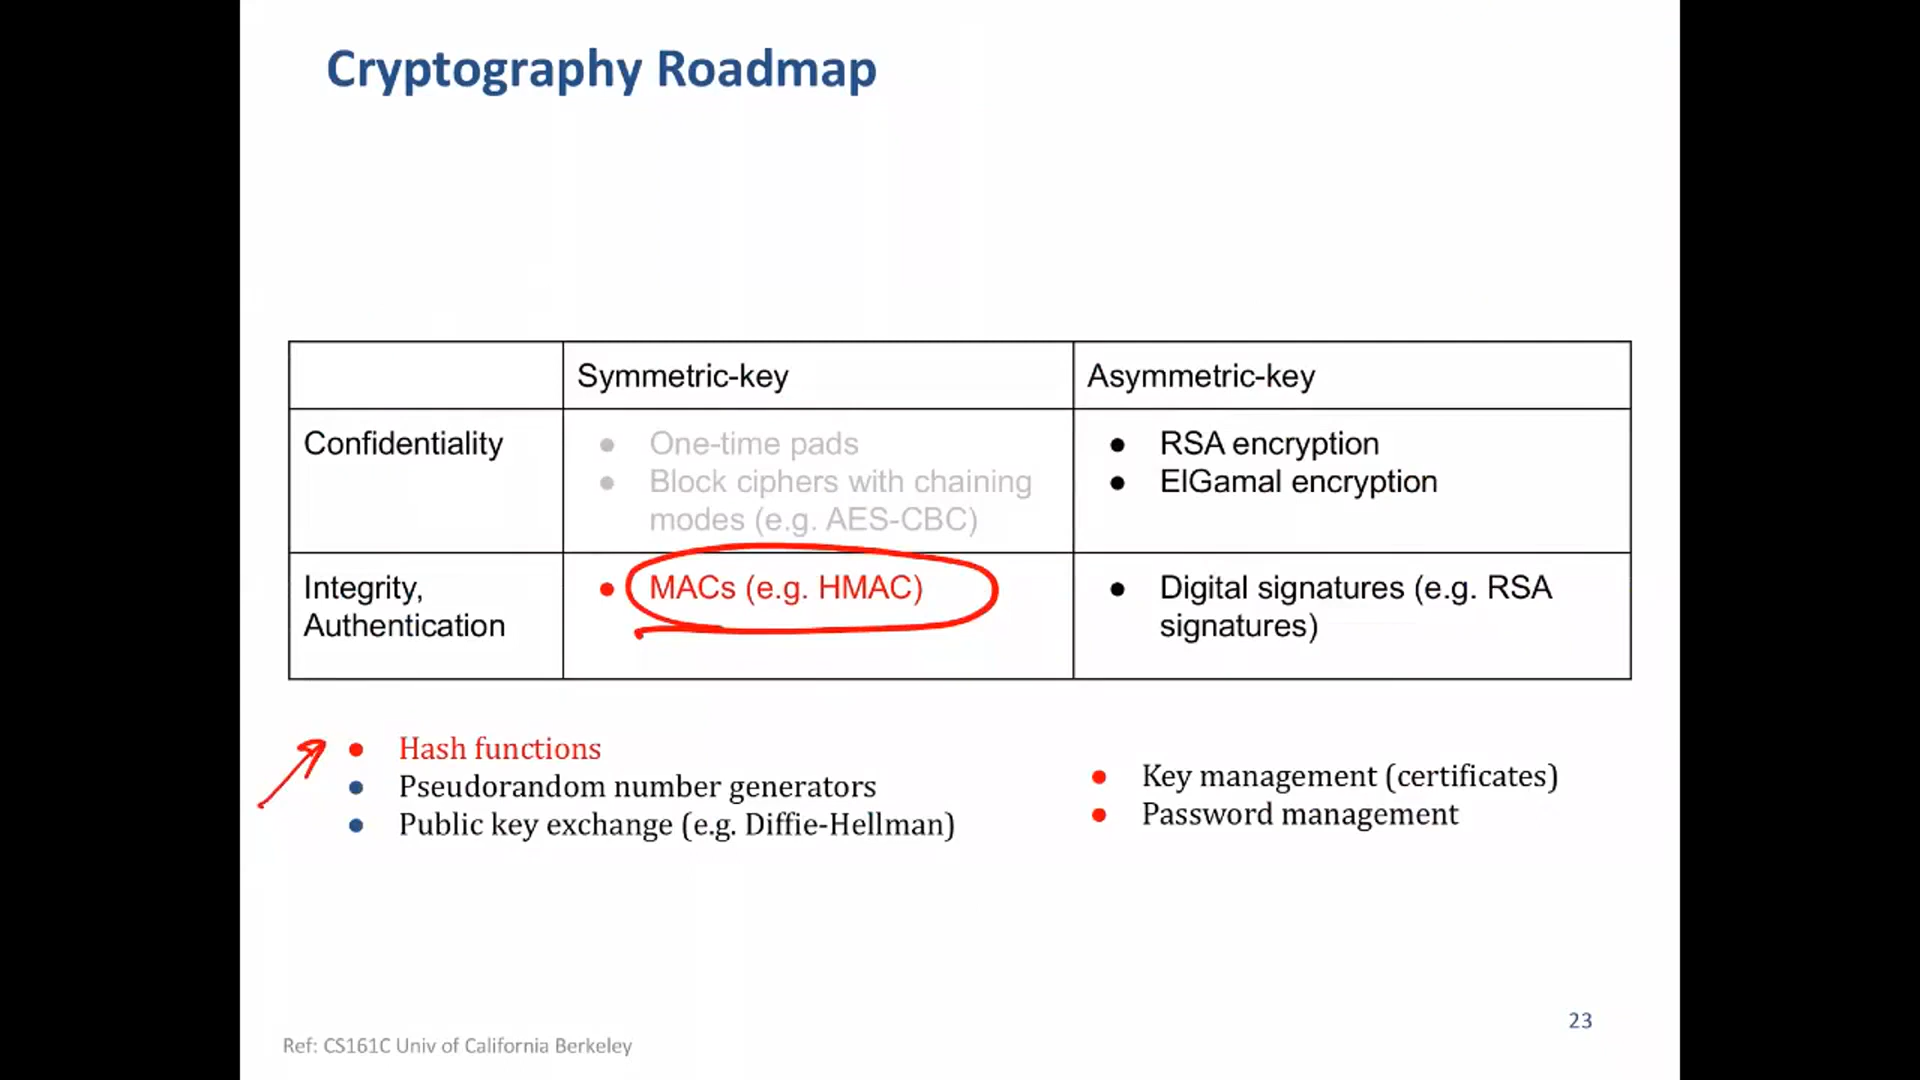 Cryptography Roadmap
Symmetric-key
Asymmetric-key
Confidentiality
● One-time pads
● Block ciphers with chaining
modes (e.g. AES-CBC)
● RSA encryption
● ElGamal encryption
Integrity,
Authentication
● MACs (e.g. HMAC)
● Digital signatures (e.g. RSA
signatures)
● Hash functions
● Pseudorandom number generators
● Public key exchange (e.g. Diffie-Hellman)
● Key management (certificates)
● Password management
23
Ref: CS161C Univ of California Berkeley